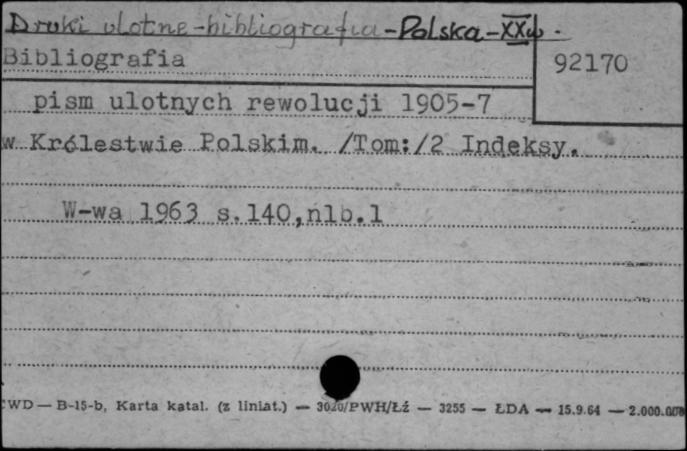 Druki ulotne-bibliografia-Polska-XXw.
Bibliografia
92170
pism ulotnych rewolucji 1905-7
w Królestwie Polskim. /Tom:/2 Indeksy.
W-wa 1963 s.140,nlb.1
WD — B-15-b, Karta katal. (z liniat.) — 3020/PWH/Łź — 3255 — ŁDA — 15.9.64 — 2.000.000